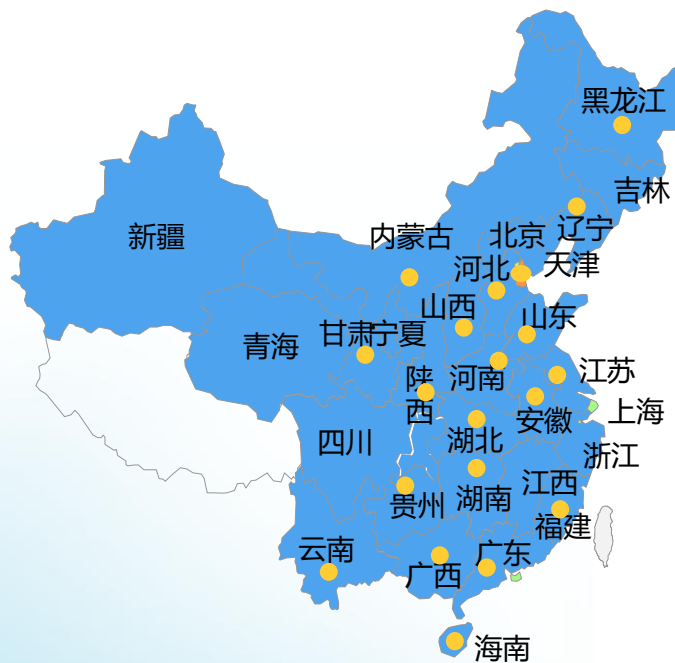 黑龙江
吉林
辽宁
北京
天津
内蒙古
河北
新疆
山西
山东
甘肃
宁夏
青海
陕西
河南
江苏
安徽
上海
四川
湖北
浙江
贵州
湖南
江西
福建
云南
广西
广东
海南